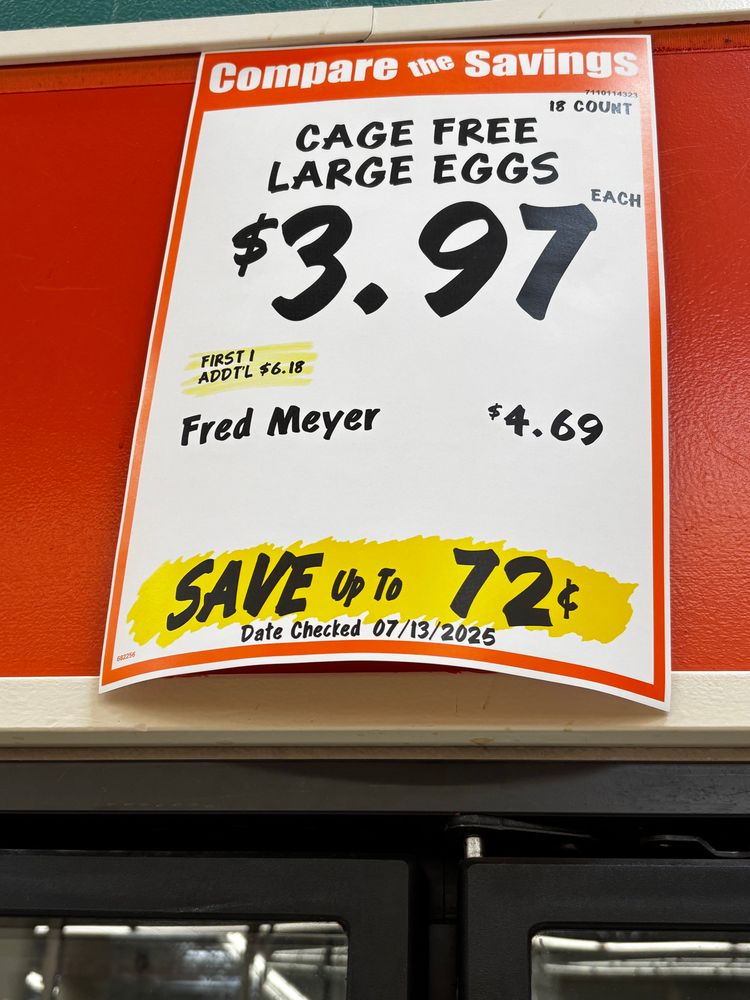 Compare the Savings
7110114323
18 COUNT
CAGE FREE
LARGE EGGS
EACH
$3.97
FIRST 1
ADDT'L $6.18
Fred Meyer $4.69
SAVE UP TO 72¢
Date Checked 07/13/2025
682256